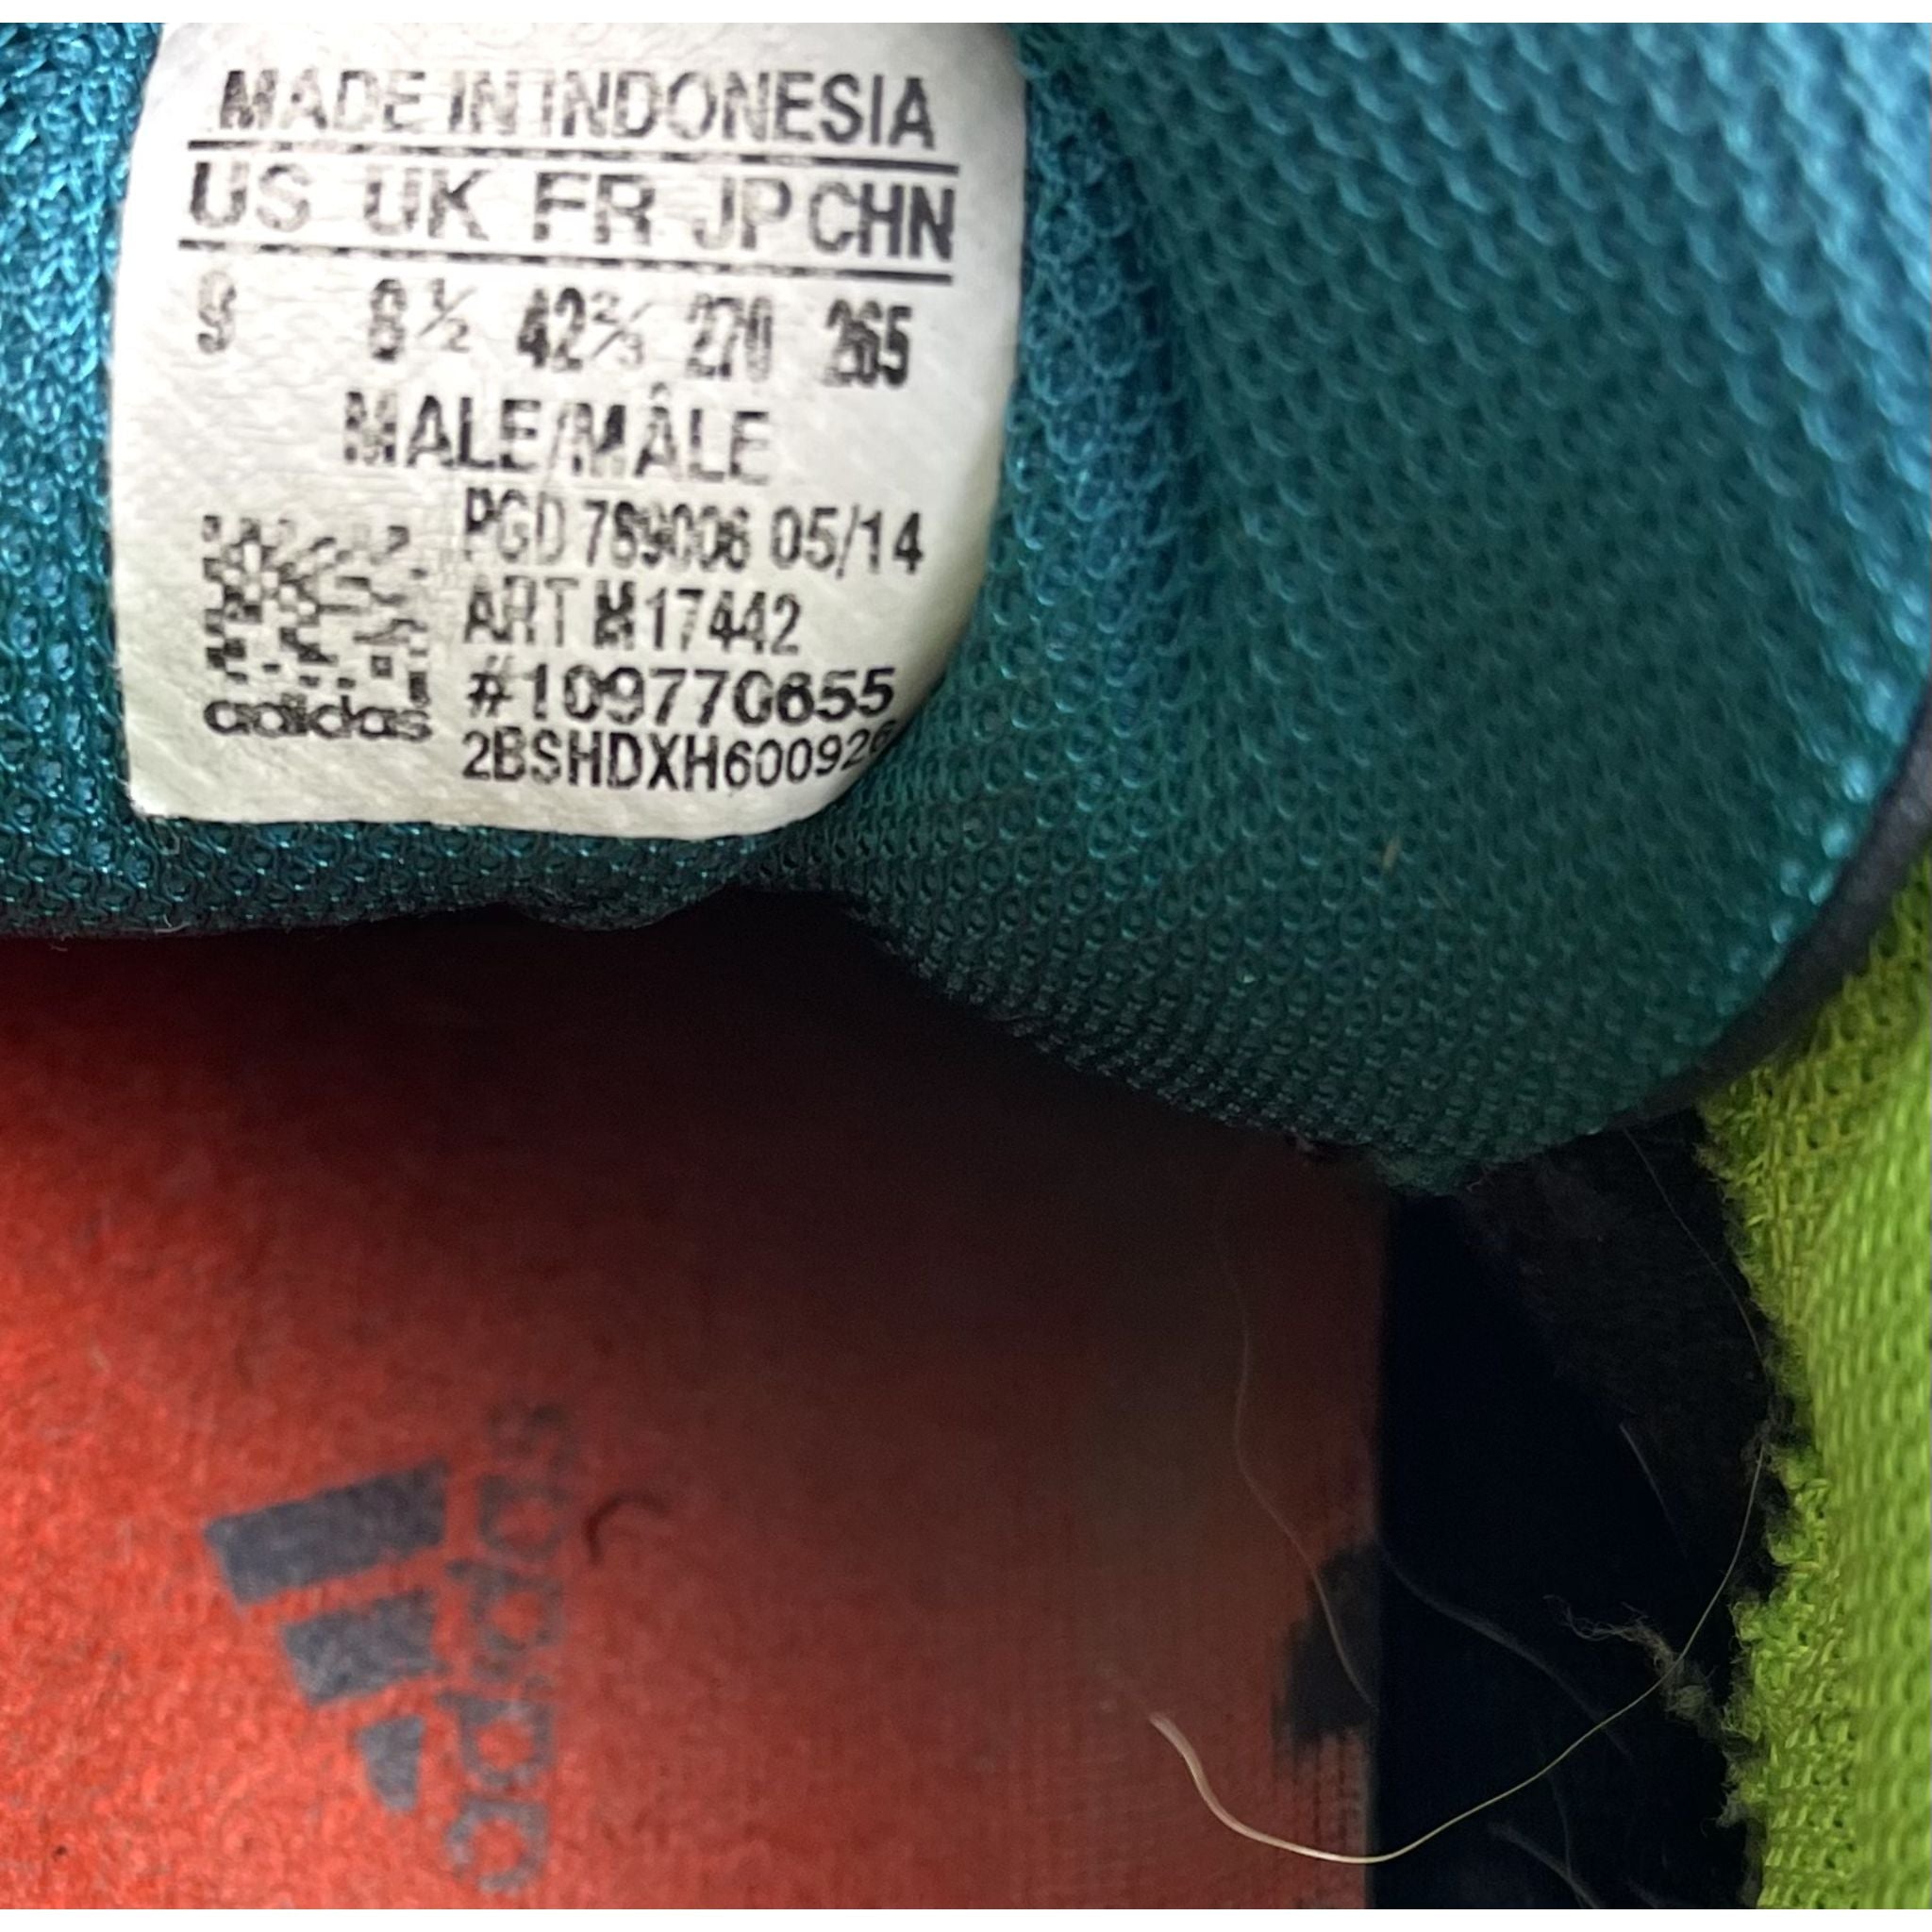 MADE IN INDONESIA
US UK FR JP CHN
9 8½ 42⅔ 270 265
MALE/MÂLE
PGD 789006 05/14
ART M17442
#109770655
adidas
2BSHDXH600926
adidas